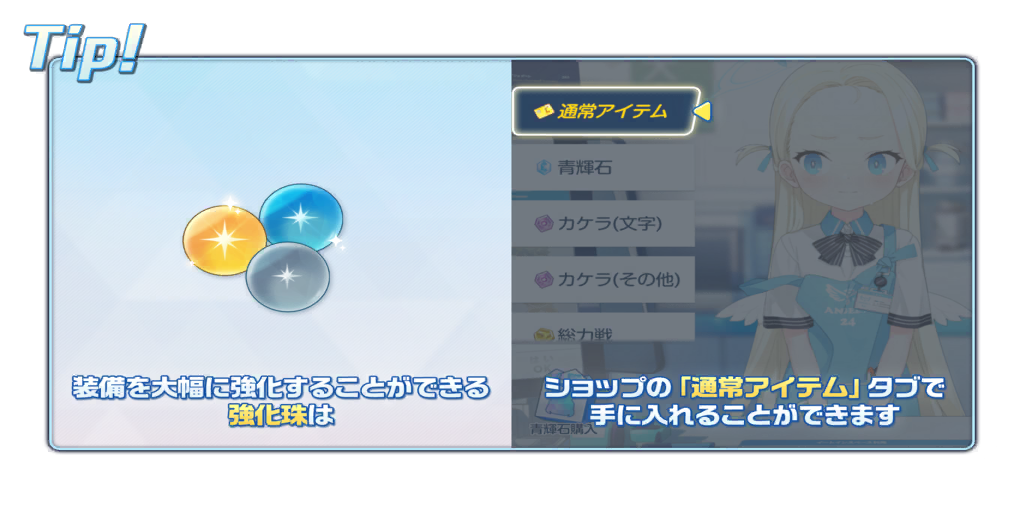 Tip!
装備を大幅に強化することができる
強化珠は
通常アイテム
青輝石
カケラ(文字)
カケラ(その他)
総力戦
ショップの「通常アイテム」タブで
手に入れることができます
青輝石購入
ANGEL
24